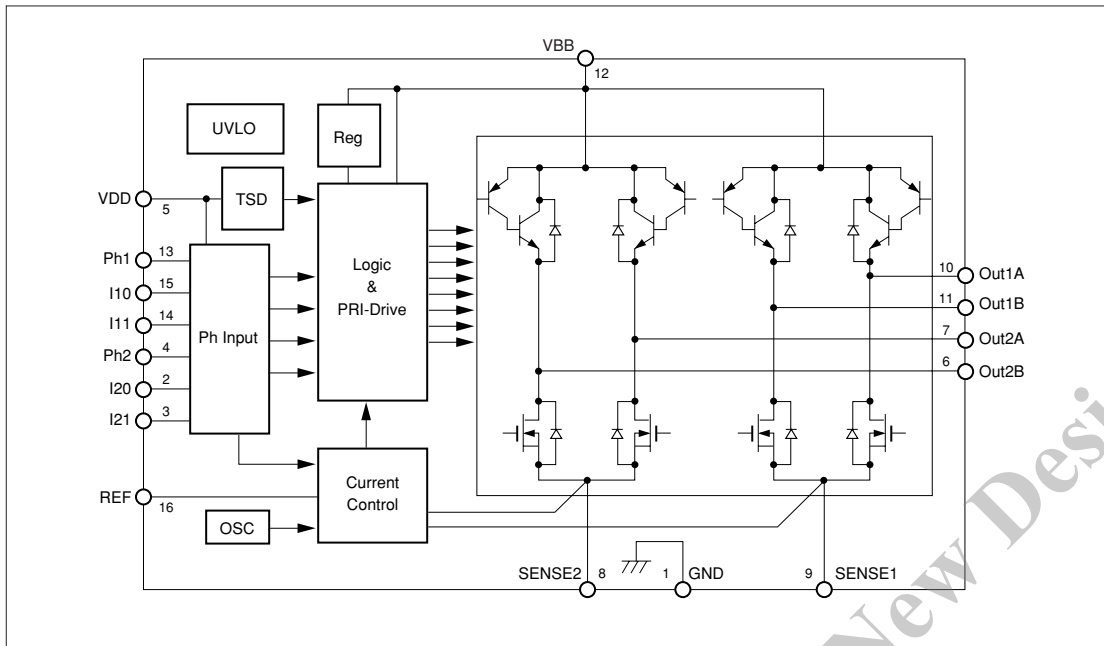 VBB
12
UVLO
Reg
VDD
5
TSD
Ph1
13
I10
15
I11
14
Ph2
4
I20
2
I21
3
Ph Input
Logic
&
PRI-Drive
10
Out1A
11
Out1B
7
Out2A
6
Out2B
REF
16
OSC
Current
Control
SENSE2
8
1
GND
9
SENSE1
New Desi